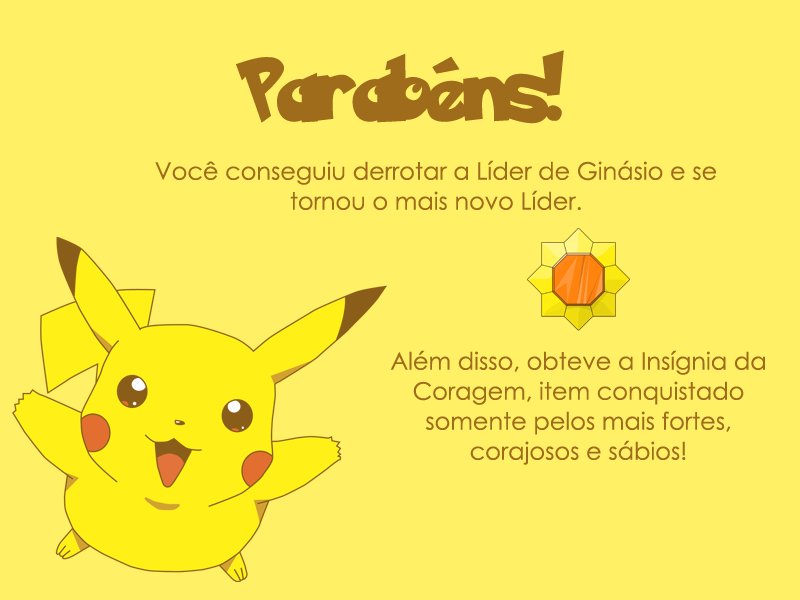 Parabéns!
Você conseguiu derrotar a Líder de Ginásio e se
tornou o mais novo Líder.
Além disso, obteve a Insígnia da
Coragem, item conquistado
somente pelos mais fortes,
corajosos e sábios!